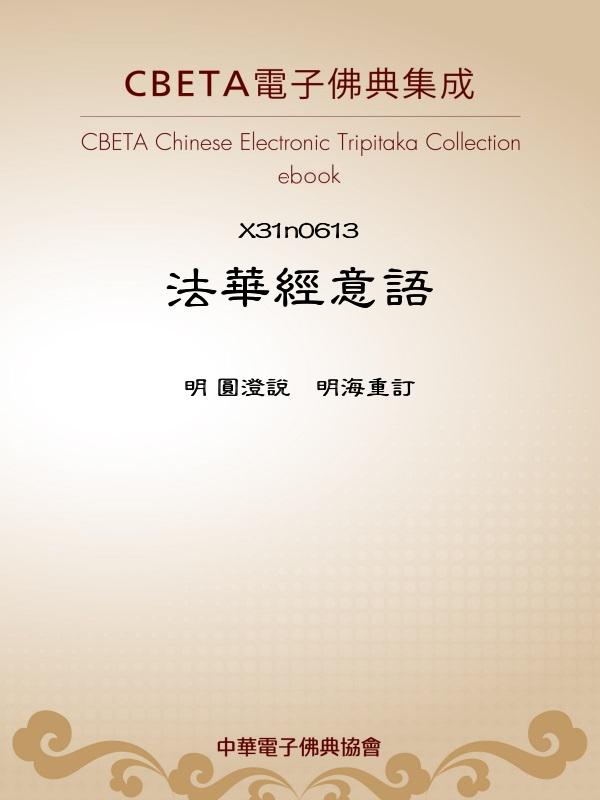 CBETA電子佛典集成
CBETA Chinese Electronic Tripitaka Collection
ebook
X31n0613
法華經意語
明 圓澄說　明海重訂
中華電子佛典協會